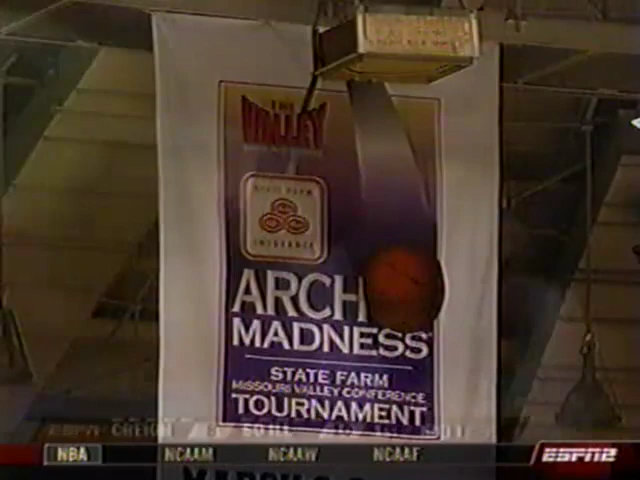 THE
VALLEY
STATE FARM
INSURANCE
ARCH
MADNESS
STATE FARM
MISSOURI VALLEY CONFERENCE
TOURNAMENT
NBA NCAAM NCAAW NCAAF ESPN2